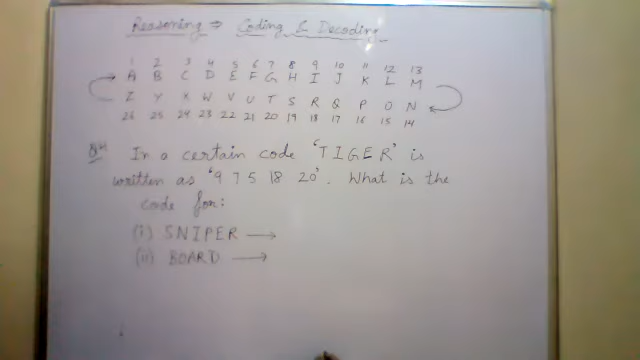 Reasoning ⇒ Coding & Decoding
1 2 3 4 5 6 7 8 9 10 11 12 13
A B C D E F G H I J K L M
Z Y X W V U T S R Q P O N
26 25 24 23 22 21 20 19 18 17 16 15 14
In a certain code 'TIGER' is
written as '9 7 5 18 20'. What is the
code for:
(i) SNIPER →
(ii) BOARD →